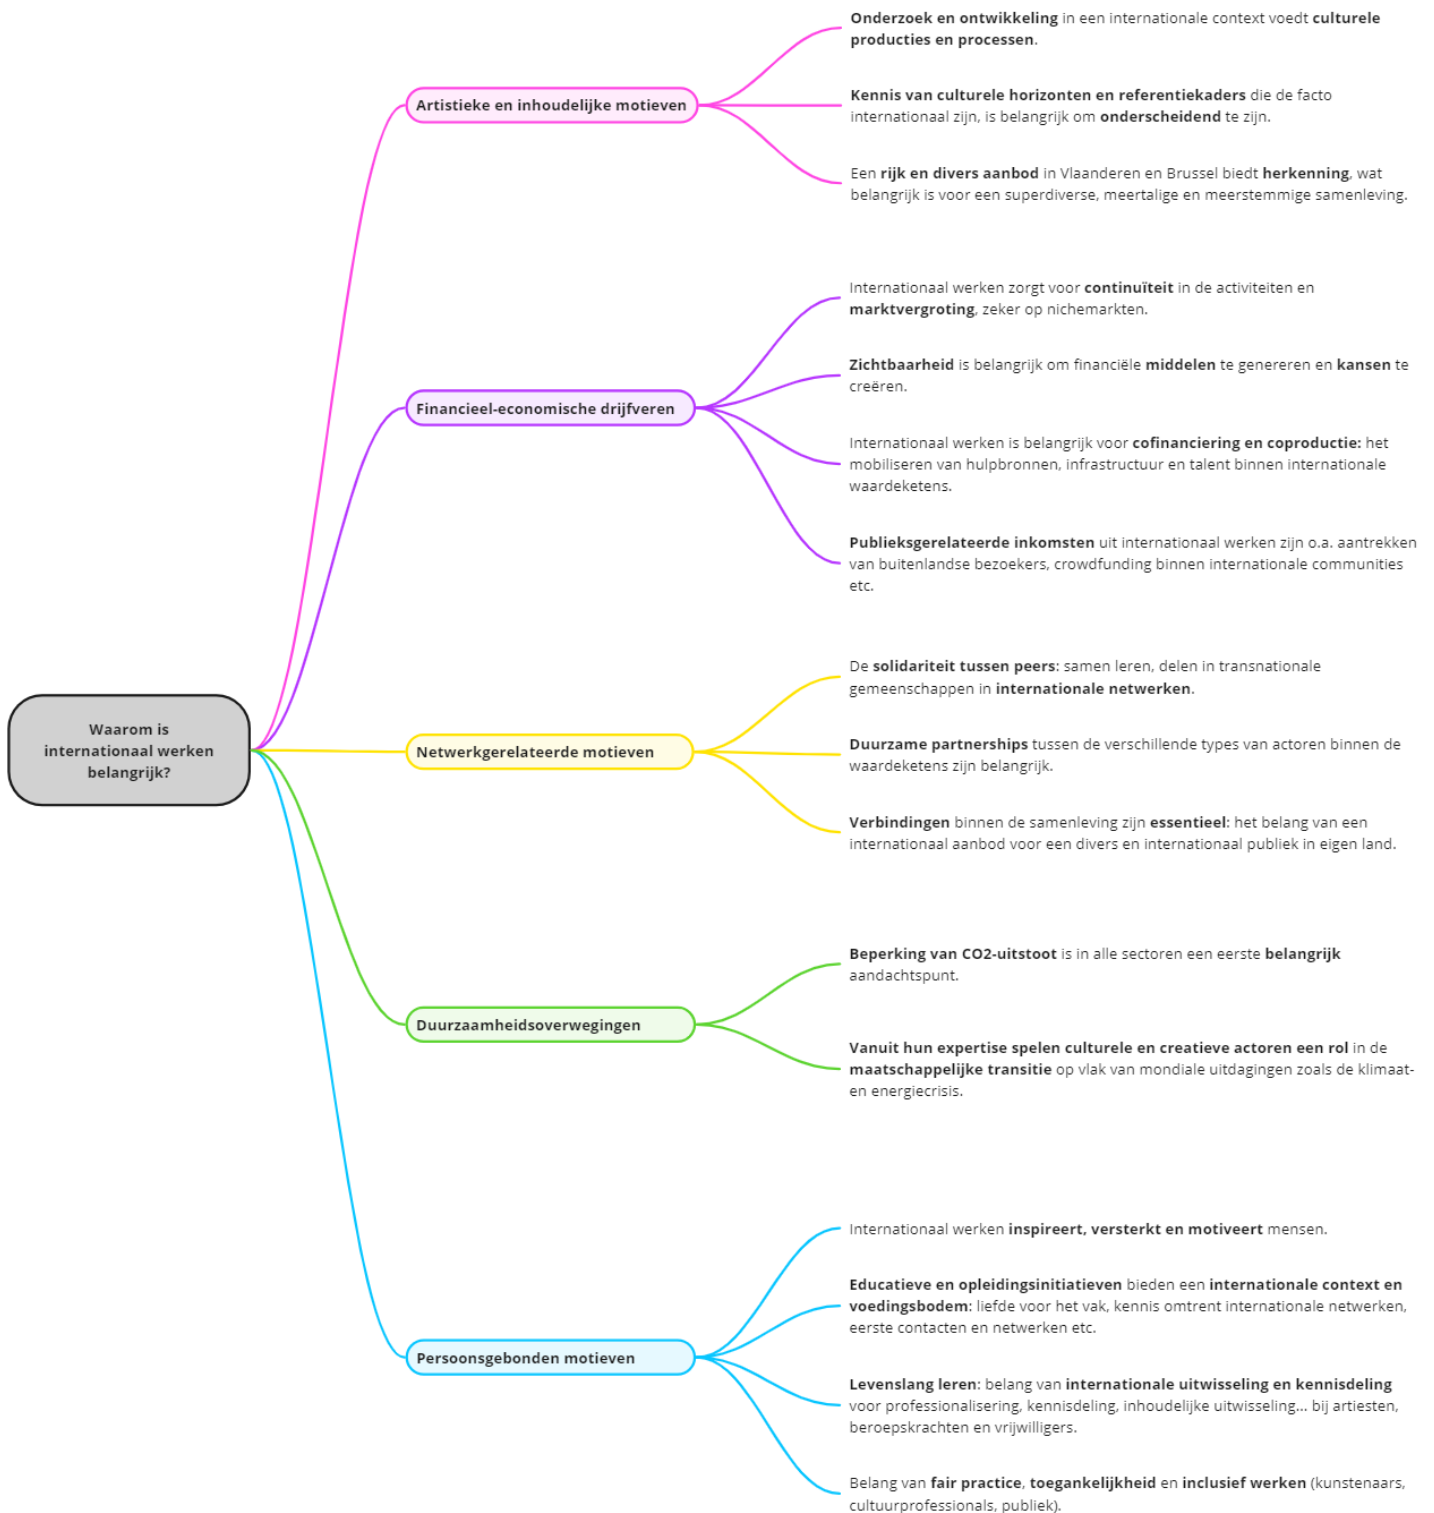 Waarom is
internationaal werken
belangrijk?
Artistieke en inhoudelijke motieven
Onderzoek en ontwikkeling in een internationale context voedt culturele
producties en processen.
Kennis van culturele horizonten en referentiekaders die de facto
internationaal zijn, is belangrijk om onderscheidend te zijn.
Een rijk en divers aanbod in Vlaanderen en Brussel biedt herkenning, wat
belangrijk is voor een superdiverse, meertalige en meerstemmige samenleving.
Financieel-economische drijfveren
Internationaal werken zorgt voor continuïteit in de activiteiten en
marktvergroting, zeker op nichemarkten.
Zichtbaarheid is belangrijk om financiële middelen te genereren en kansen te
creëren.
Internationaal werken is belangrijk voor cofinanciering en coproductie: het
mobiliseren van hulpbronnen, infrastructuur en talent binnen internationale
waardeketens.
Publieksgerelateerde inkomsten uit internationaal werken zijn o.a. aantrekken
van buitenlandse bezoekers, crowdfunding binnen internationale communities
etc.
Netwerkgerelateerde motieven
De solidariteit tussen peers: samen leren, delen in transnationale
gemeenschappen in internationale netwerken.
Duurzame partnerships tussen de verschillende types van actoren binnen de
waardeketens zijn belangrijk.
Verbindingen binnen de samenleving zijn essentieel: het belang van een
internationaal aanbod voor een divers en internationaal publiek in eigen land.
Duurzaamheidsoverwegingen
Beperking van CO2-uitstoot is in alle sectoren een eerste belangrijk
aandachtspunt.
Vanuit hun expertise spelen culturele en creatieve actoren een rol in de
maatschappelijke transitie op vlak van mondiale uitdagingen zoals de klimaat-
en energiecrisis.
Persoonsgebonden motieven
Internationaal werken inspireert, versterkt en motiveert mensen.
Educatieve en opleidingsinitiatieven bieden een internationale context en
voedingsbodem: liefde voor het vak, kennis omtrent internationale netwerken,
eerste contacten en netwerken etc.
Levenslang leren: belang van internationale uitwisseling en kennisdeling
voor professionalisering, kennisdeling, inhoudelijke uitwisseling... bij artiesten,
beroepskrachten en vrijwilligers.
Belang van fair practice, toegankelijkheid en inclusief werken (kunstenaars,
cultuurprofessionals, publiek).